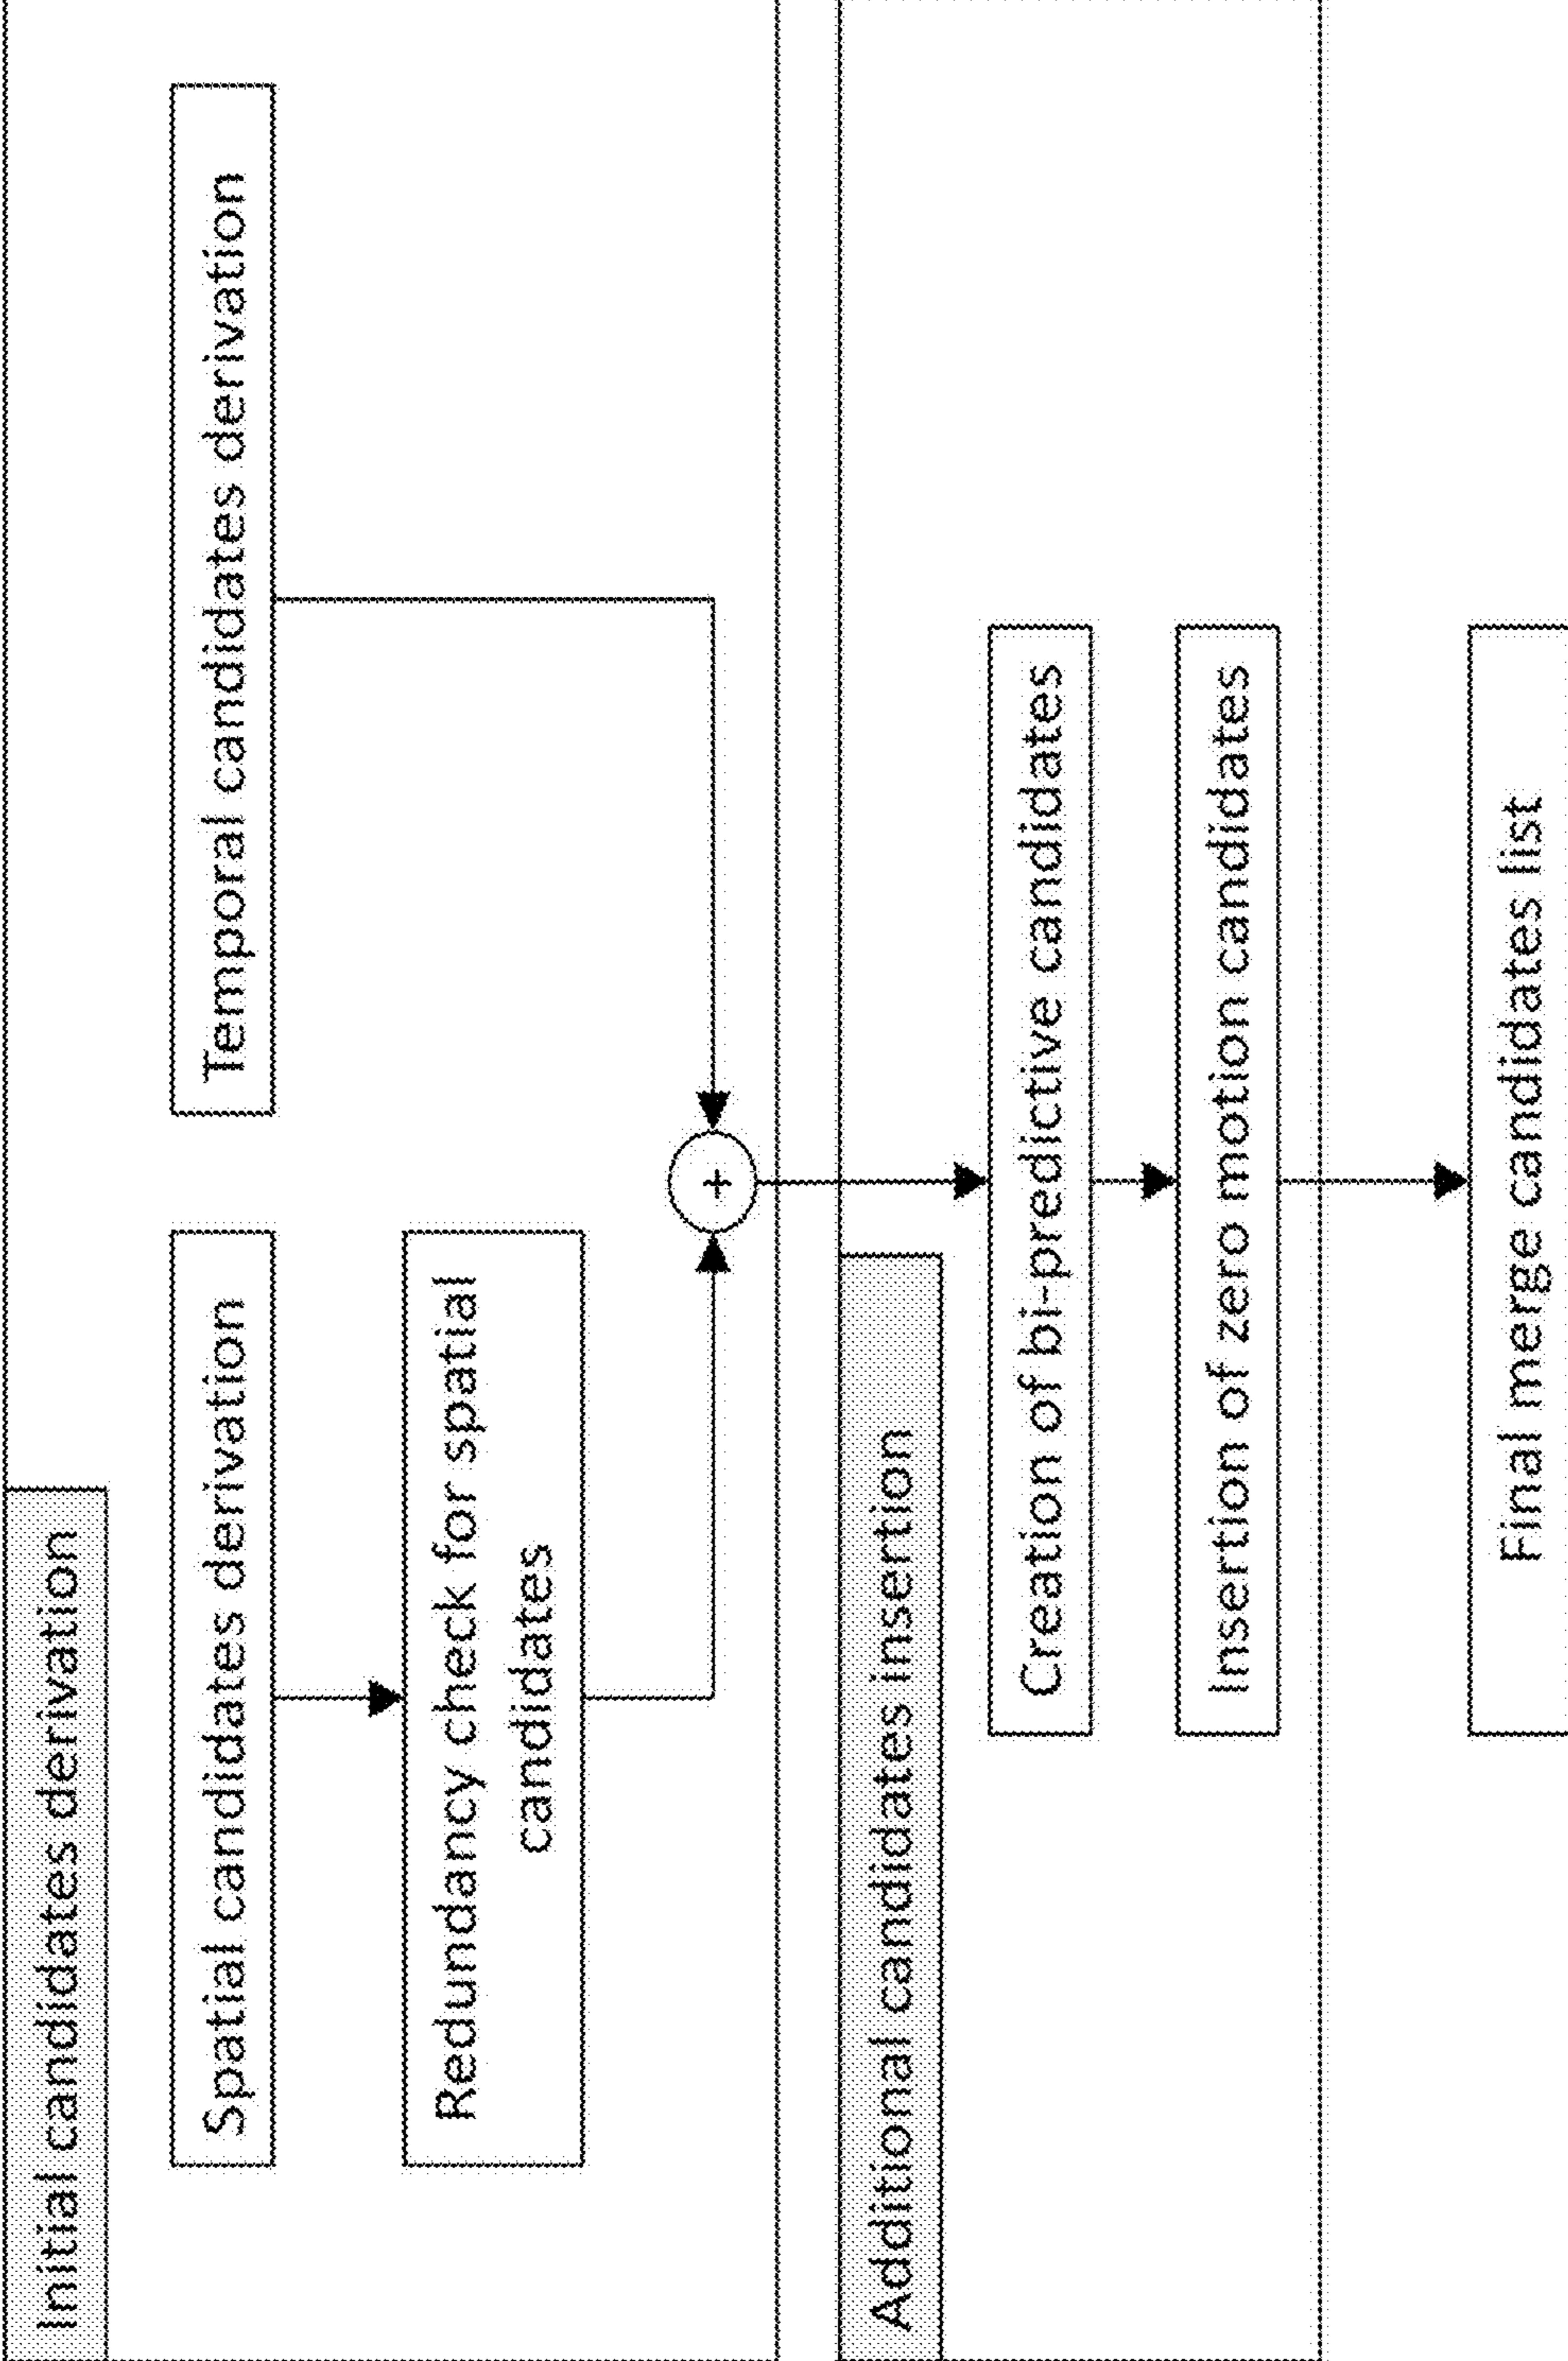 Initial candidates derivation
Spatial candidates derivation
Temporal candidates derivation
Redundancy check for spatial
candidates
+
Additional candidates insertion
Creation of bi-predictive candidates
Insertion of zero motion candidates
Final merge candidates list